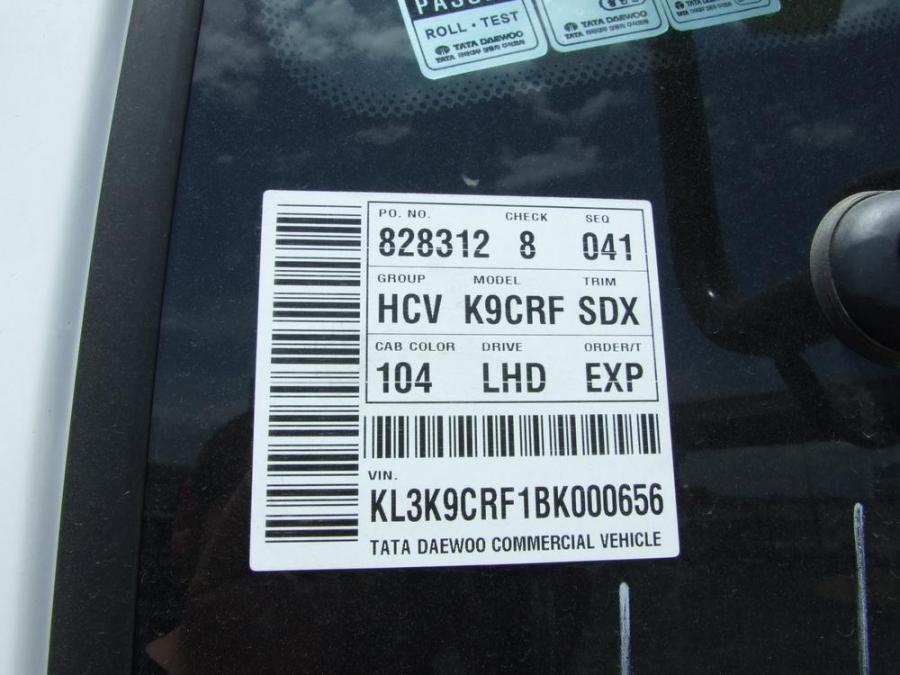 ROLL · TEST
TATA DAEWOO
TATA DAEWOO
TATA DAEWOO
PO. NO. CHECK SEQ
828312 8 041
GROUP MODEL TRIM
HCV K9CRF SDX
CAB COLOR DRIVE ORDER/T
104 LHD EXP
VIN.
KL3K9CRF1BK000656
TATA DAEWOO COMMERCIAL VEHICLE